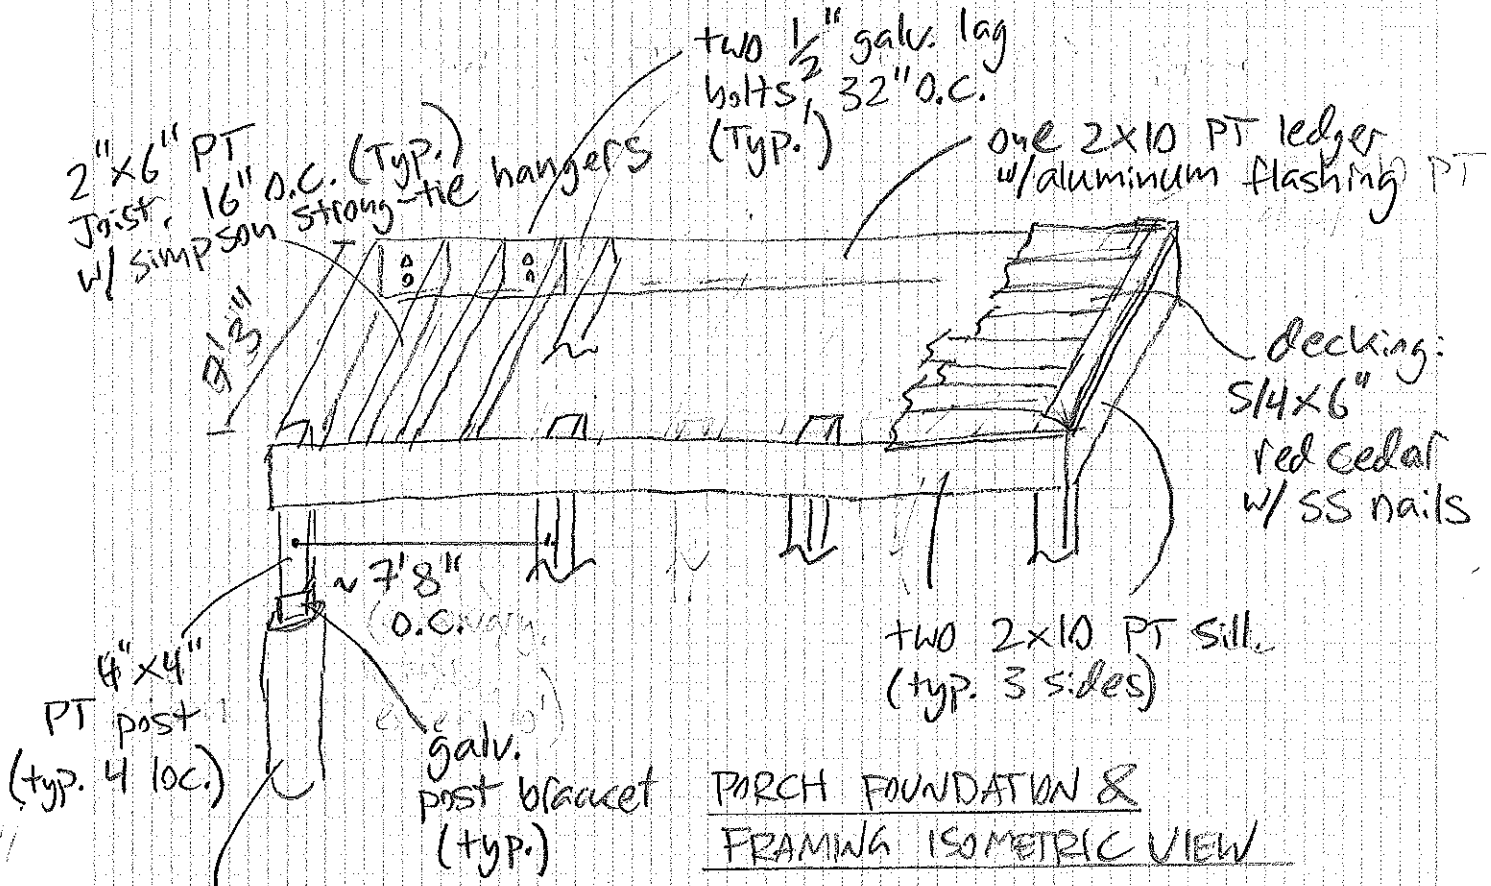 two 1/2" galv. lag
bolts, 32" O.C.
(Typ.)
2"x6" PT
Joist, 16" O.C. (Typ.)
w/ simpson strong-tie hangers
one 2x10 PT ledger
w/aluminum flashing
PT
9'3"
decking:
5/4x6"
red cedar
w/ SS nails
~7'8"
O.C.
4"x4"
PT post
(typ. 4 loc.)
galv.
post bracket
(typ.)
two 2x10 PT sill.
(typ. 3 sides)
PORCH FOUNDATION &
FRAMING ISOMETRIC VIEW